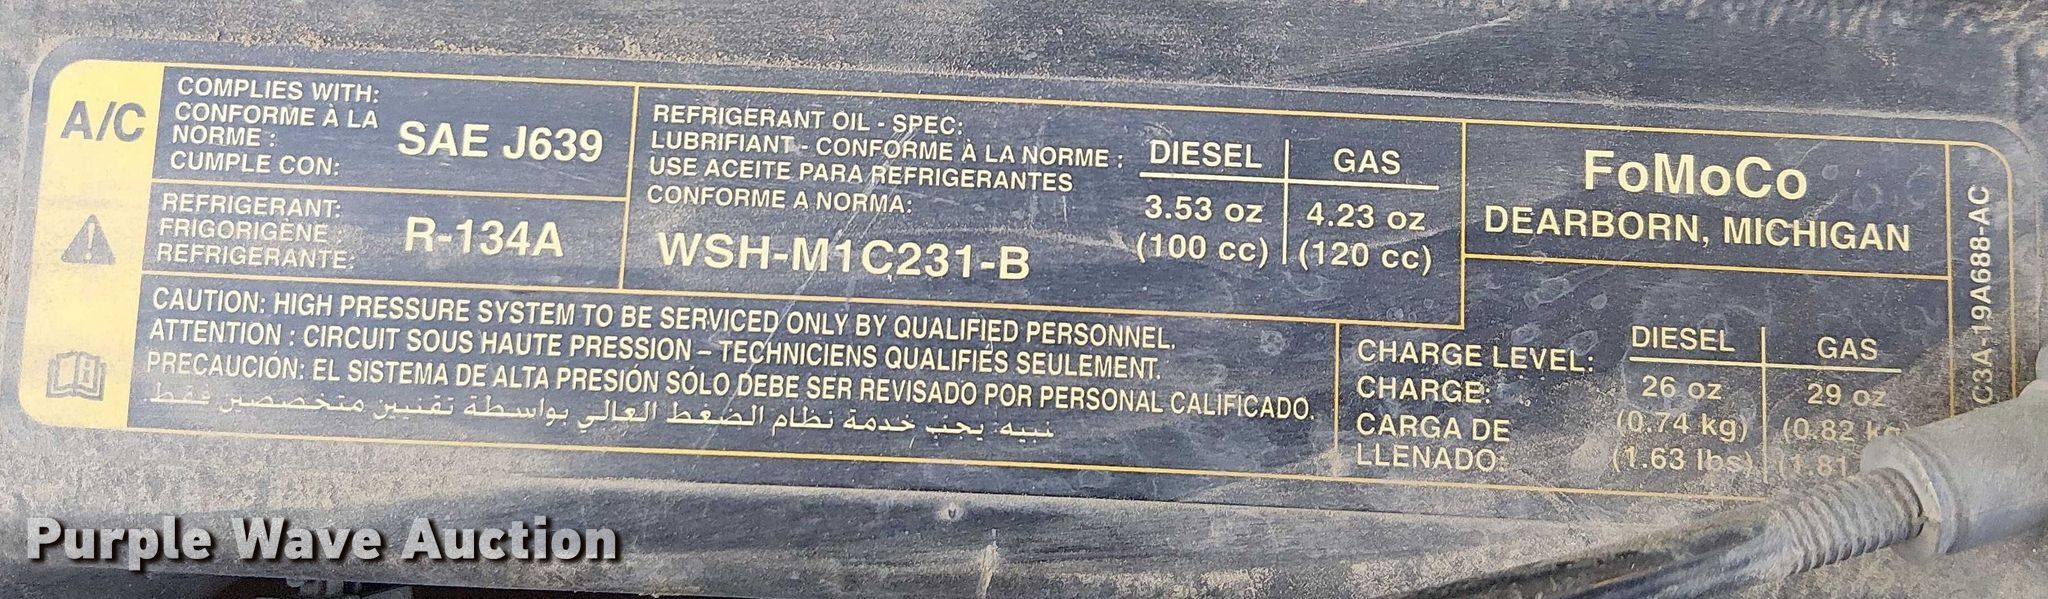 A/C
COMPLIES WITH:
CONFORME À LA
NORME :
CUMPLE CON:
SAE J639
REFRIGERANT:
FRIGORIGÈNE :
REFRIGERANTE:
R-134A
REFRIGERANT OIL - SPEC:
LUBRIFIANT - CONFORME À LA NORME :
USE ACEITE PARA REFRIGERANTES
CONFORME A NORMA:
WSH-M1C231-B
DIESEL GAS
3.53 oz 4.23 oz
(100 cc) (120 cc)
FoMoCo
DEARBORN, MICHIGAN
CAUTION: HIGH PRESSURE SYSTEM TO BE SERVICED ONLY BY QUALIFIED PERSONNEL.
ATTENTION : CIRCUIT SOUS HAUTE PRESSION – TECHNICIENS QUALIFIÉS SEULEMENT.
PRECAUCIÓN: EL SISTEMA DE ALTA PRESIÓN SÓLO DEBE SER REVISADO POR PERSONAL CALIFICADO.
تنبيه: يجب خدمة نظام الضغط العالي بواسطة تقنيين متخصصين فقط.
CHARGE LEVEL:
CHARGE:
CARGA DE
LLENADO:
DIESEL GAS
26 oz 29 oz
(0.74 kg) (0.82 kg)
(1.63 lbs) (1.81
C3A-19A688-AC
Purple Wave Auction